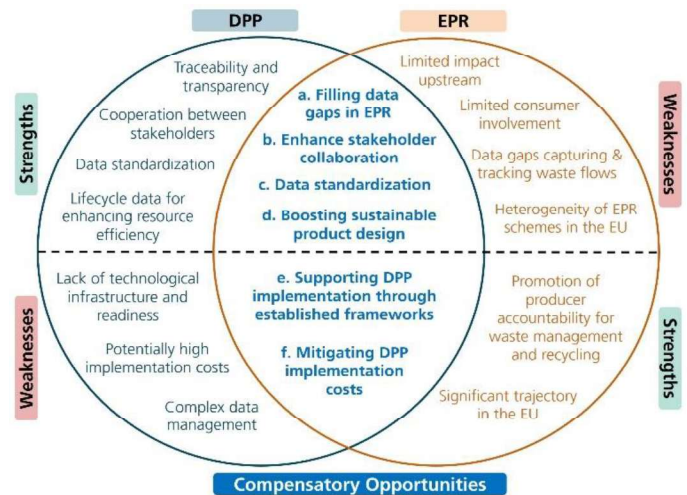 DPP
EPR
Strengths
Traceability and
transparency
Cooperation between
stakeholders
Data standardization
Lifecycle data for
enhancing resource
efficiency
a. Filling data
gaps in EPR
b. Enhance stakeholder
collaboration
c. Data standardization
d. Boosting sustainable
product design
Limited impact
upstream
Limited consumer
involvement
Data gaps capturing &
tracking waste flows
Heterogeneity of EPR
schemes in the EU
Weaknesses
Weaknesses
Lack of technological
infrastructure and
readiness
Potentially high
implementation costs
Complex data
management
e. Supporting DPP
implementation through
established frameworks
f. Mitigating DPP
implementation
costs
Promotion of
producer
accountability for
waste management
and recycling
Significant trajectory
in the EU
Strengths
Compensatory Opportunities